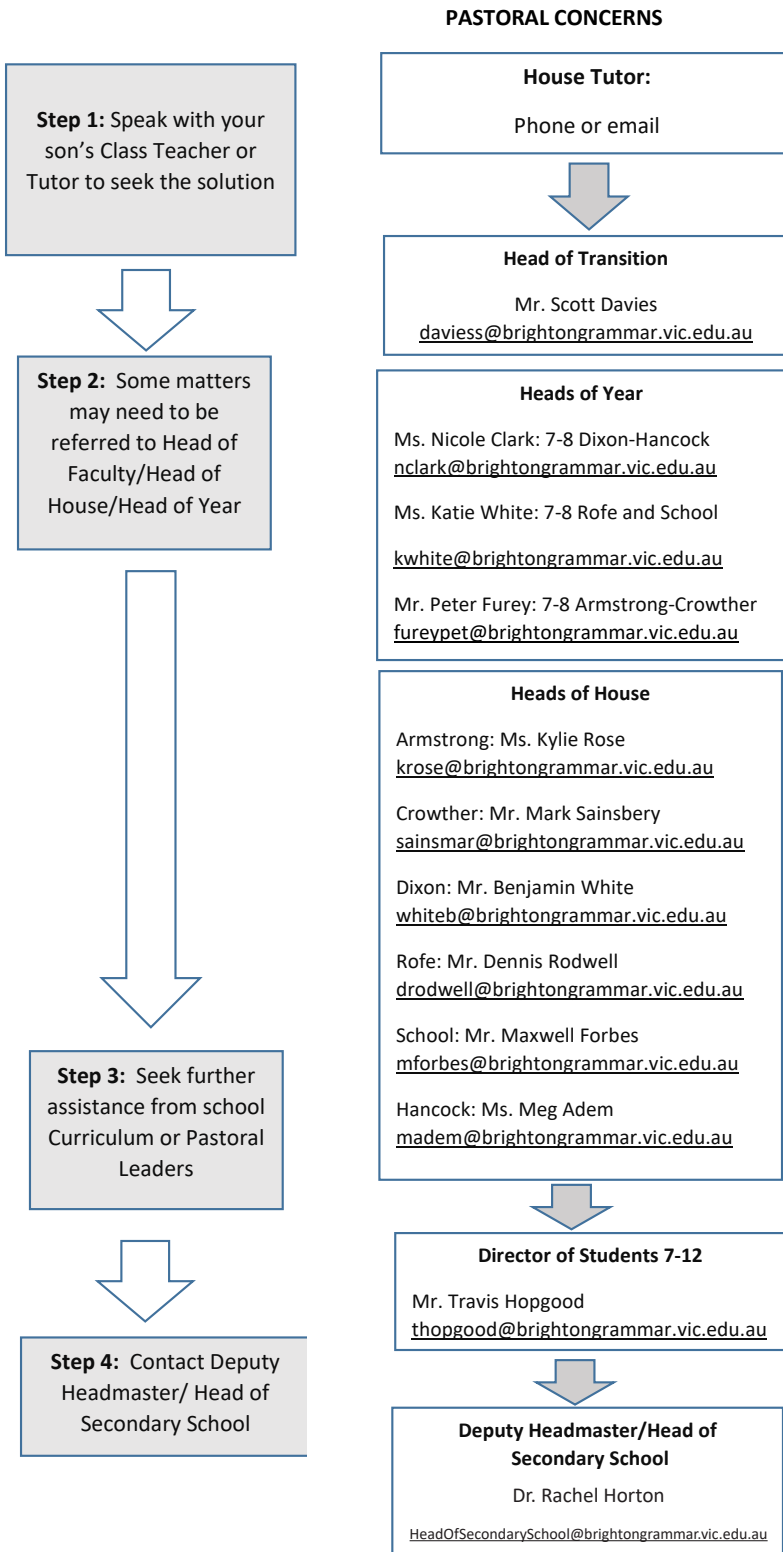 PASTORAL CONCERNS
Step 1: Speak with your
son's Class Teacher or
Tutor to seek the solution
Step 2: Some matters
may need to be
referred to Head of
Faculty/Head of
House/Head of Year
Step 3: Seek further
assistance from school
Curriculum or Pastoral
Leaders
Step 4: Contact Deputy
Headmaster/ Head of
Secondary School
House Tutor:
Phone or email
Head of Transition
Mr. Scott Davies
daviess@brightongrammar.vic.edu.au
Heads of Year
Ms. Nicole Clark: 7-8 Dixon-Hancock
nclark@brightongrammar.vic.edu.au
Ms. Katie White: 7-8 Rofe and School
kwhite@brightongrammar.vic.edu.au
Mr. Peter Furey: 7-8 Armstrong-Crowther
fureypet@brightongrammar.vic.edu.au
Heads of House
Armstrong: Ms. Kylie Rose
krose@brightongrammar.vic.edu.au
Crowther: Mr. Mark Sainsbery
sainsmar@brightongrammar.vic.edu.au
Dixon: Mr. Benjamin White
whiteb@brightongrammar.vic.edu.au
Rofe: Mr. Dennis Rodwell
drodwell@brightongrammar.vic.edu.au
School: Mr. Maxwell Forbes
mforbes@brightongrammar.vic.edu.au
Hancock: Ms. Meg Adem
madem@brightongrammar.vic.edu.au
Director of Students 7-12
Mr. Travis Hopgood
thopgood@brightongrammar.vic.edu.au
Deputy Headmaster/Head of
Secondary School
Dr. Rachel Horton
HeadOfSecondarySchool@brightongrammar.vic.edu.au